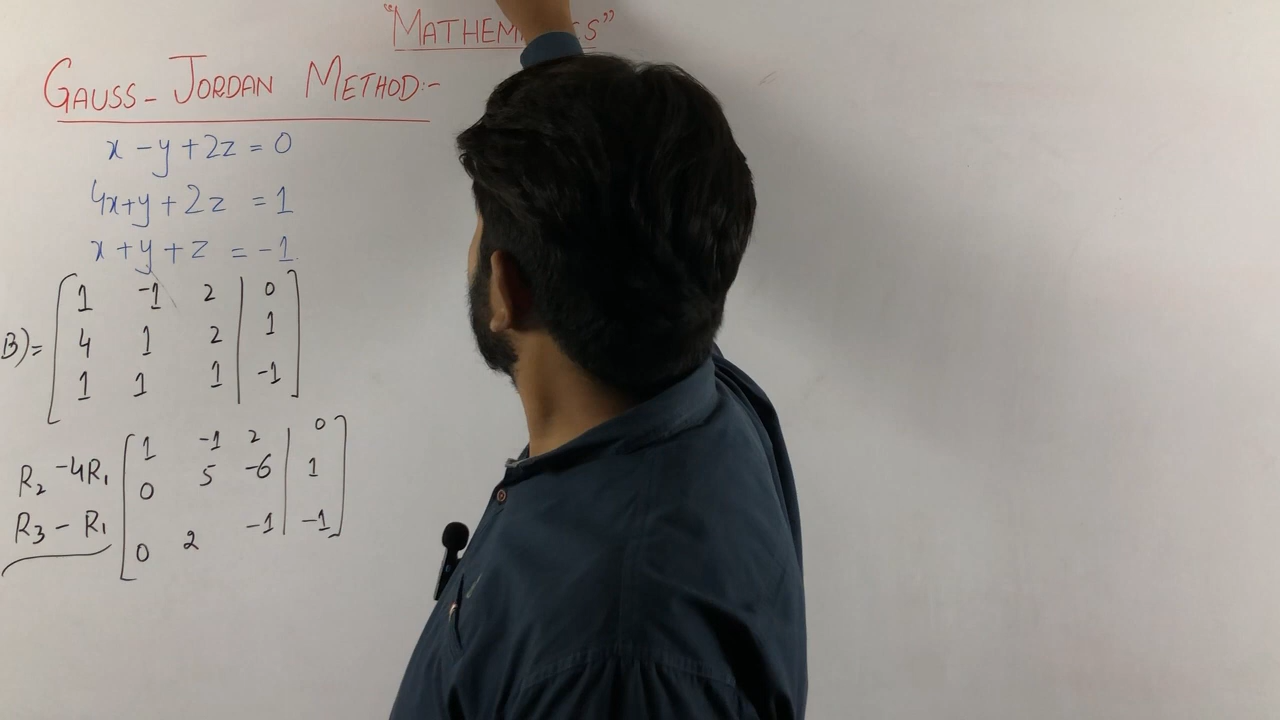 GAUSS-JORDAN METHOD:-
x - y + 2z = 0
4x+y + 2z = 1
x + y + z = -1
B)=
1 -1 2 | 0
4 1 2 | 1
1 1 1 | -1
1 -1 2 | 0
R2 -4R1 0 5 -6 | 1
R3 - R1 0 2 -1 | -1